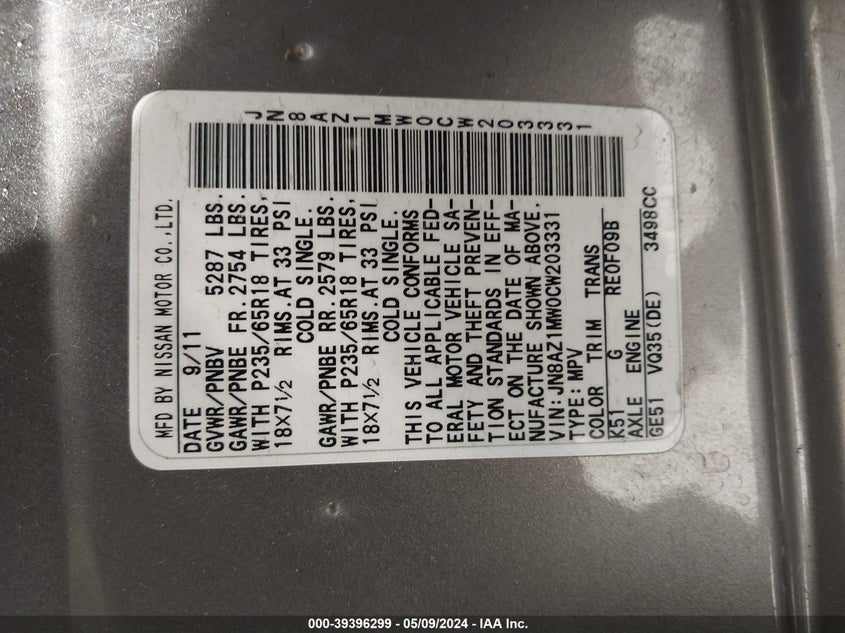 JN8AZ1MW0CW203331
MFD BY NISSAN MOTOR CO.,LTD.
DATE 9/11
GVWR/PNBV 5287 LBS.
GAWR/PNBE FR. 2754 LBS.
WITH P235/65R18 TIRES,
18X7½ RIMS.AT 33 PSI
COLD SINGLE.
GAWR/PNBE RR. 2579 LBS.
WITH P235/65R18 TIRES,
18X7½ RIMS.AT 33 PSI
COLD SINGLE.
THIS VEHICLE CONFORMS
TO ALL APPLICABLE FED-
ERAL MOTOR VEHICLE SA-
FETY AND THEFT PREVEN-
TION STANDARDS IN EFF-
ECT ON THE DATE OF MA-
NUFACTURE SHOWN ABOVE.
VIN:JN8AZ1MW0CW203331
TYPE:MPV
COLOR TRIM TRANS
K51 G RE0F09B
AXLE ENGINE
GE51 VQ35(DE) 3498CC
000-39396299 - 05/09/2024 - IAA Inc.